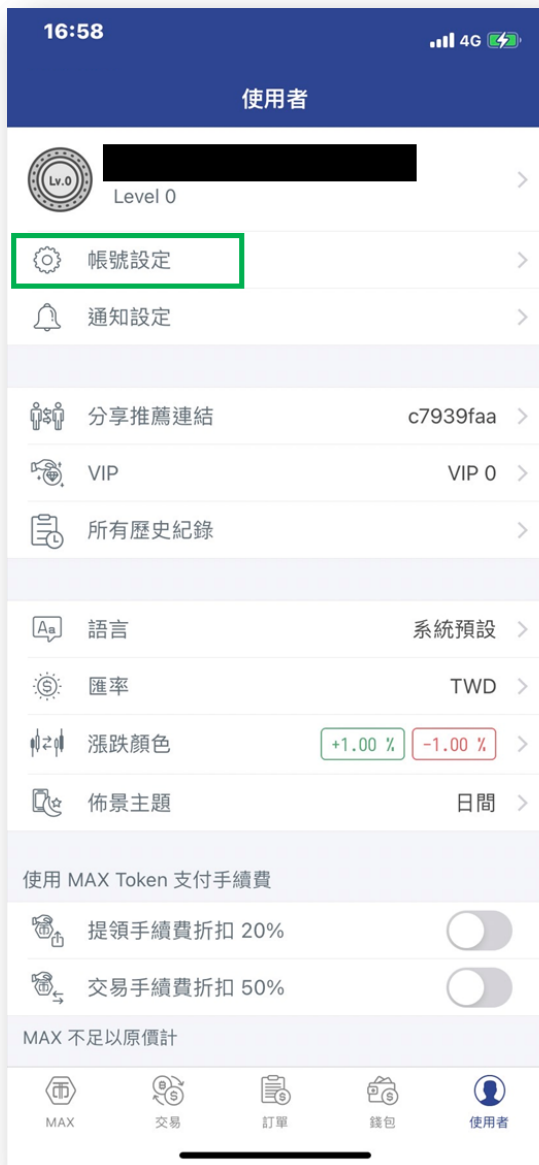 16:58
4G
使用者
Lv.0
Level 0
帳號設定
通知設定
分享推薦連結 c7939faa
VIP VIP 0
所有歷史紀錄
Aa 語言 系統預設
匯率 TWD
漲跌顏色 +1.00 % -1.00 %
佈景主題 日間
使用 MAX Token 支付手續費
提領手續費折扣 20%
交易手續費折扣 50%
MAX 不足以原價計
MAX 交易 訂單 錢包 使用者